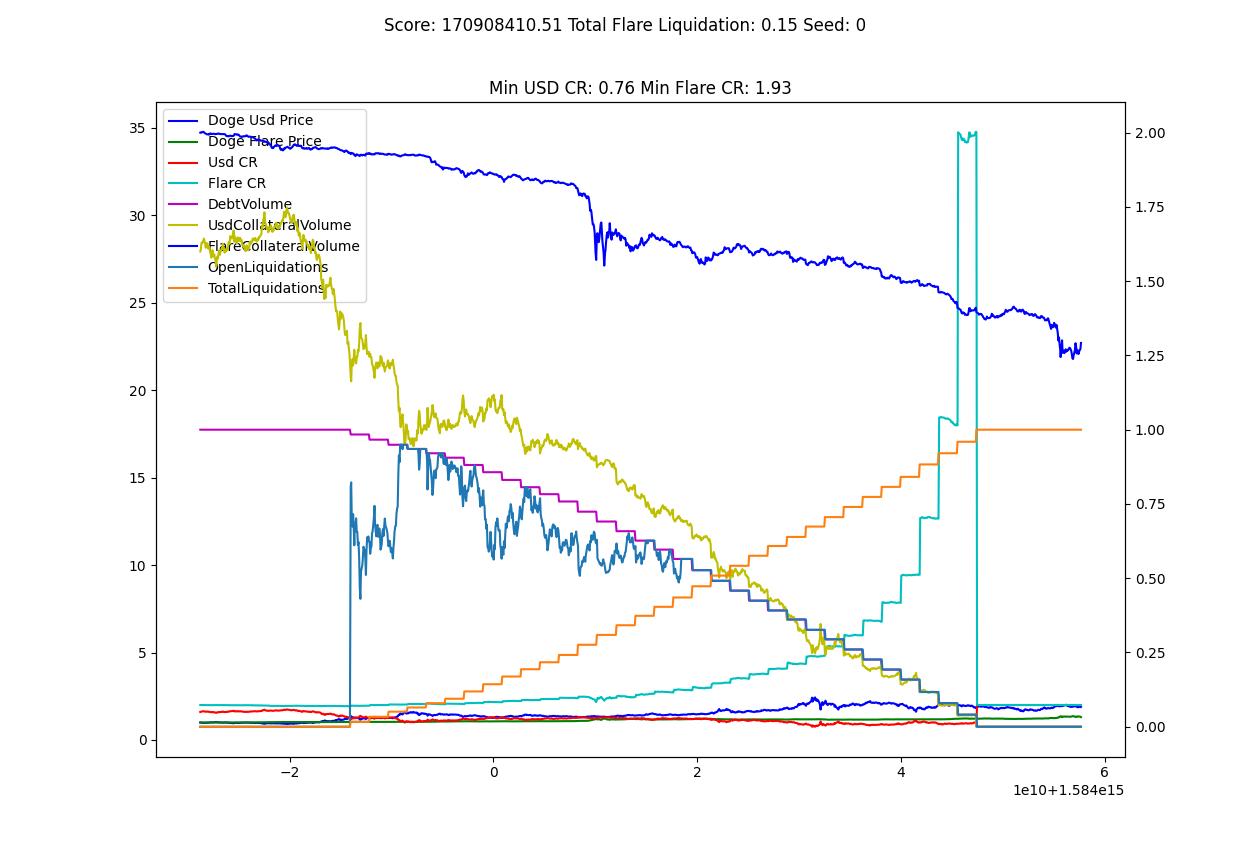 Score: 170908410.51 Total Flare Liquidation: 0.15 Seed: 0
Min USD CR: 0.76 Min Flare CR: 1.93
Doge Usd Price
Doge Flare Price
Usd CR
Flare CR
DebtVolume
UsdCollateralVolume
FlareCollateralVolume
OpenLiquidations
TotalLiquidations
35
30
25
20
15
10
5
0
2.00
1.75
1.50
1.25
1.00
0.75
0.50
0.25
0.00
−2
0
2
4
6
1e10+1.584e15